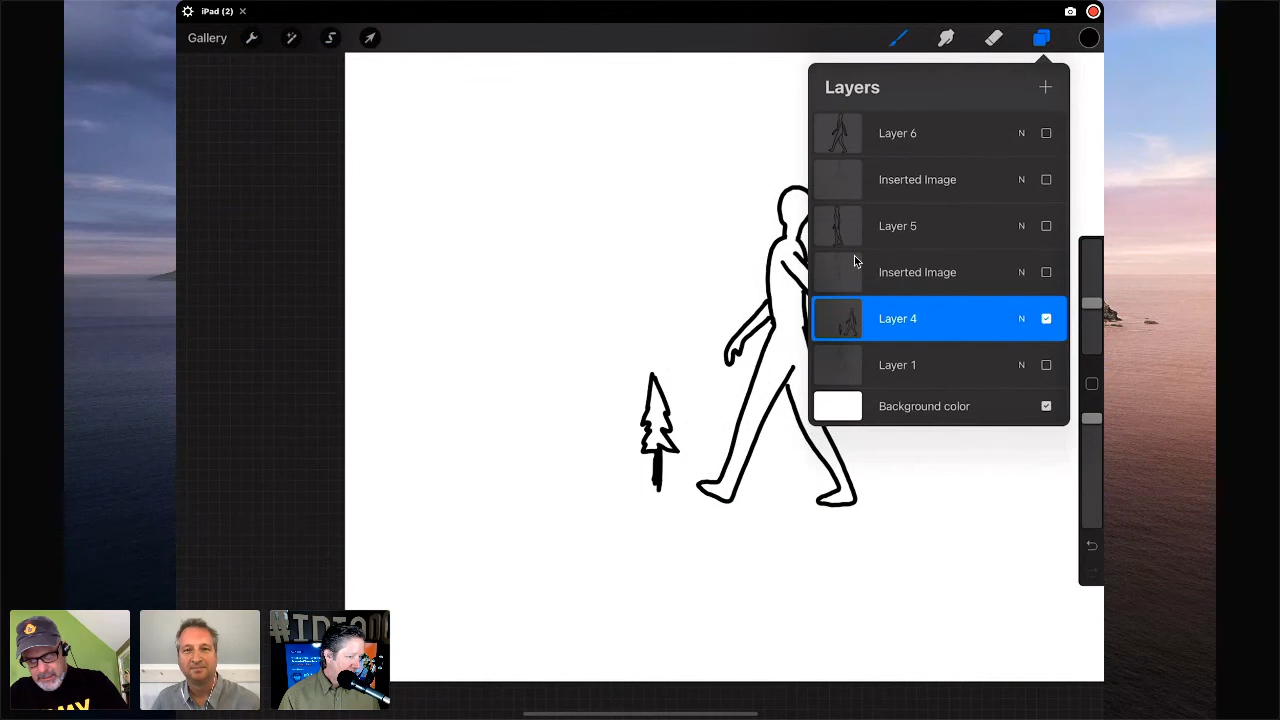 iPad (2)
Gallery
Layers
Layer 6 N
Inserted Image N
Layer 5 N
Inserted Image N
Layer 4 N
Layer 1 N
Background color